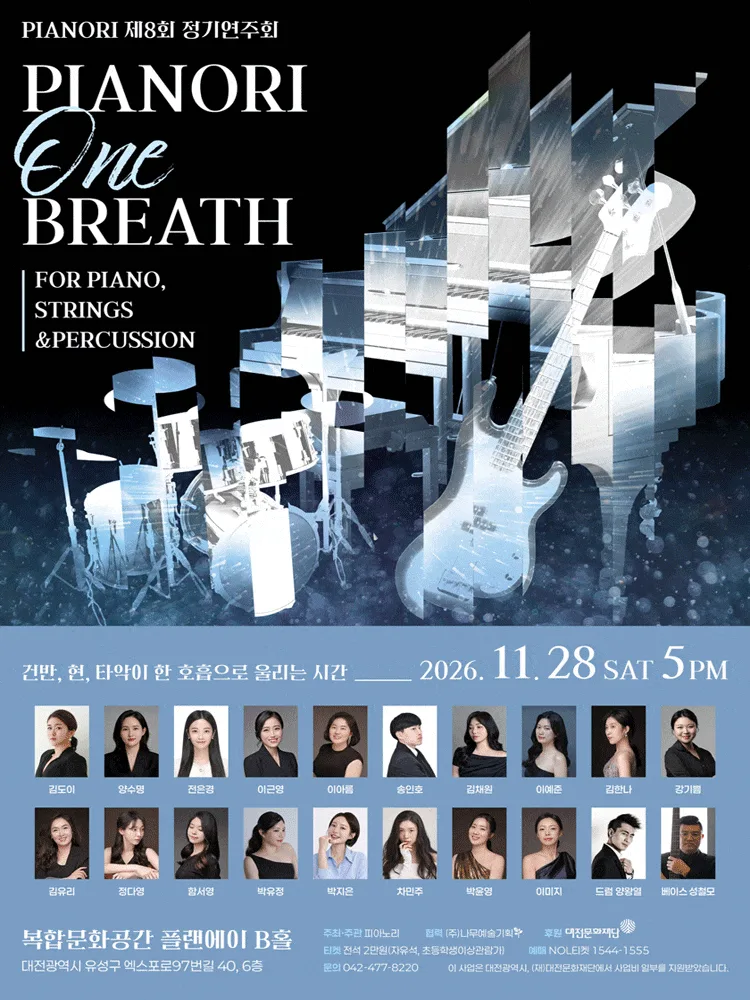 PIANORI 제8회 정기연주회
PIANORI
One
BREATH
FOR PIANO,
STRINGS
&PERCUSSION
건반, 현, 타악이 한 호흡으로 울리는 시간
2026. 11. 28 SAT 5 PM
김도이 양수명 전은경 이근영 이아름 송인호 김채원 이예준 김한나 강기쁨
김유리 정다영 함서영 박유정 박지은 차민주 박윤영 이미지 드럼 양왕열 베이스 성철모
복합문화공간 플랜에이 B홀
대전광역시 유성구 엑스포로97번길 40, 6층
주최·주관 피아노리 협력 (주)나무예술기획 후원 대전문화재단
티켓 전석 2만원(자유석, 초등학생이상관람가) 예매 NOL티켓 1544-1555
문의 042-477-8220 이 사업은 대전광역시, (재)대전문화재단에서 사업비 일부를 지원받았습니다.